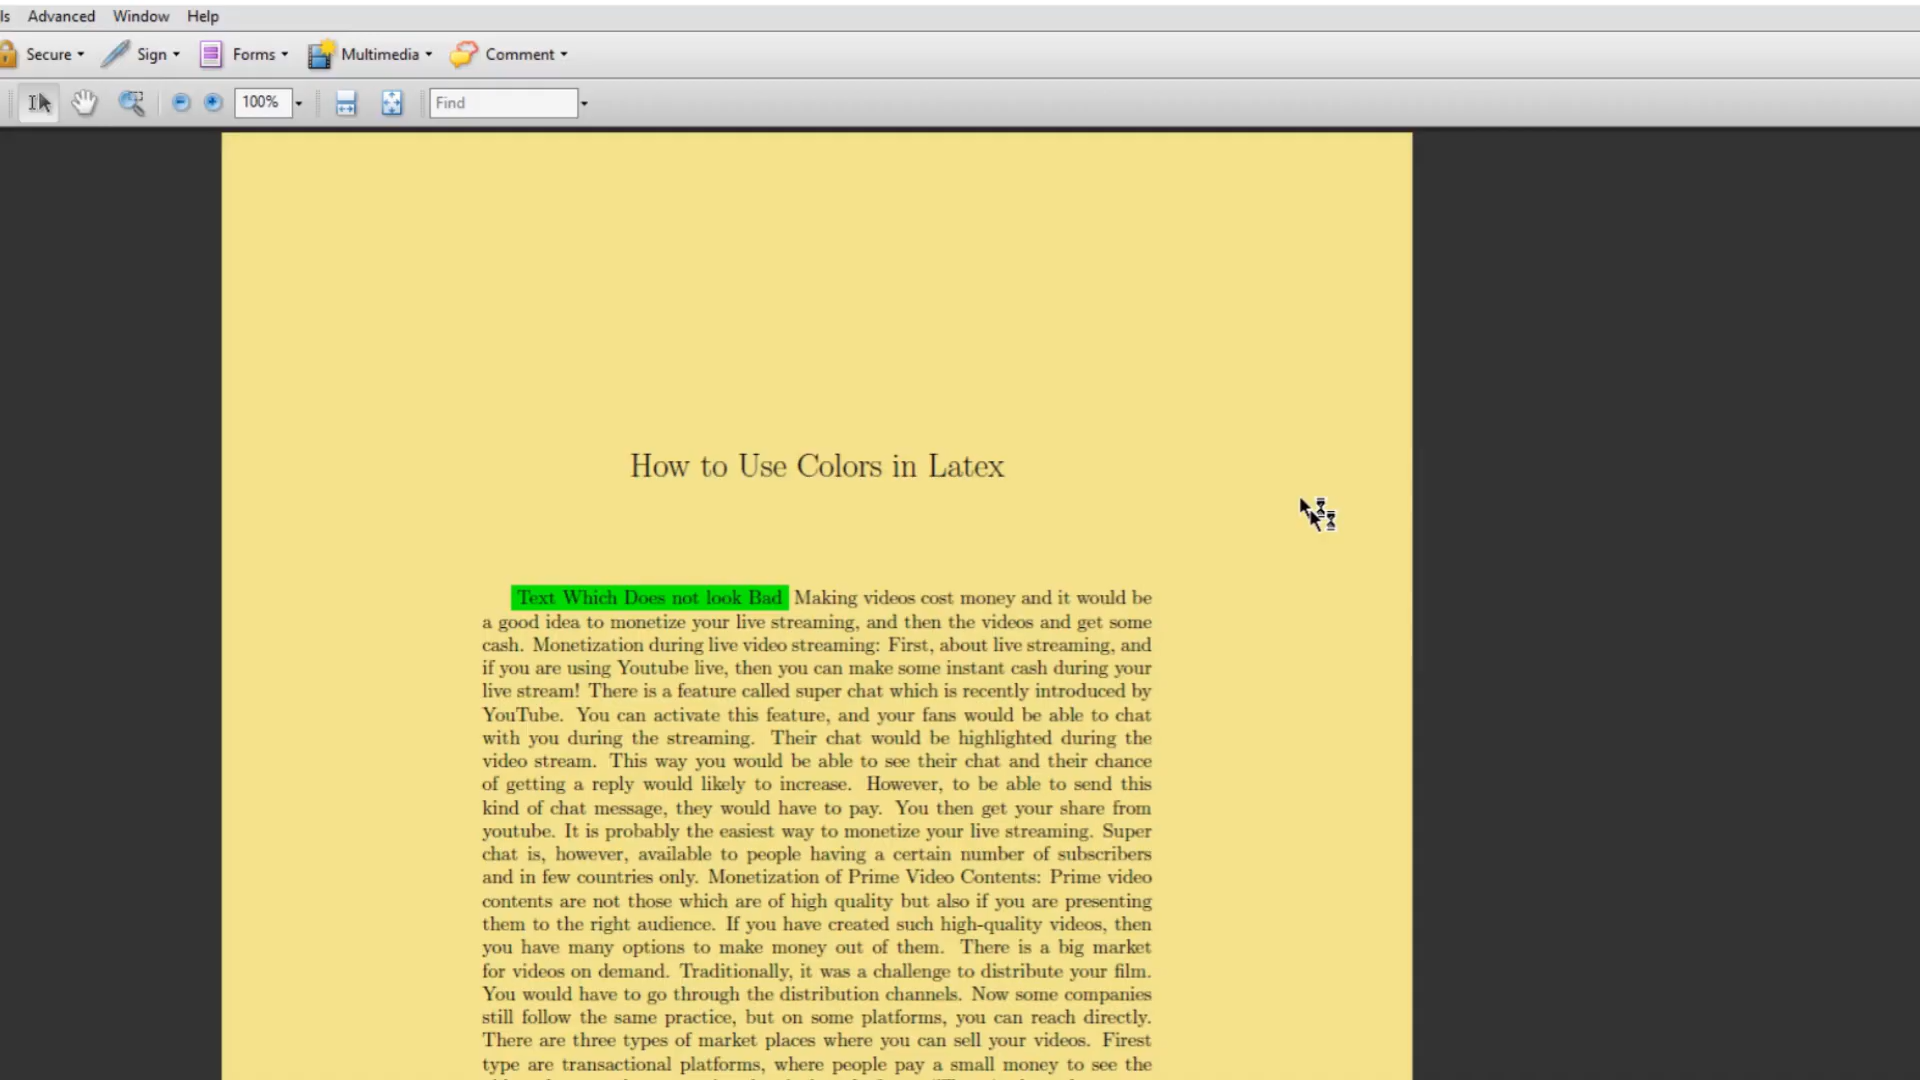 ls Advanced Window Help
Secure Sign Forms Multimedia Comment
100% Find
How to Use Colors in Latex
Text Which Does not look Bad Making videos cost money and it would be
a good idea to monetize your live streaming, and then the videos and get some
cash. Monetization during live video streaming: First, about live streaming, and
if you are using Youtube live, then you can make some instant cash during your
live stream! There is a feature called super chat which is recently introduced by
YouTube. You can activate this feature, and your fans would be able to chat
with you during the streaming. Their chat would be highlighted during the
video stream. This way you would be able to see their chat and their chance
of getting a reply would likely to increase. However, to be able to send this
kind of chat message, they would have to pay. You then get your share from
youtube. It is probably the easiest way to monetize your live streaming. Super
chat is, however, available to people having a certain number of subscribers
and in few countries only. Monetization of Prime Video Contents: Prime video
contents are not those which are of high quality but also if you are presenting
them to the right audience. If you have created such high-quality videos, then
you have many options to make money out of them. There is a big market
for videos on demand. Traditionally, it was a challenge to distribute your film.
You would have to go through the distribution channels. Now some companies
still follow the same practice, but on some platforms, you can reach directly.
There are three types of market places where you can sell your videos. Firest
type are transactional platforms, where people pay a small money to see the